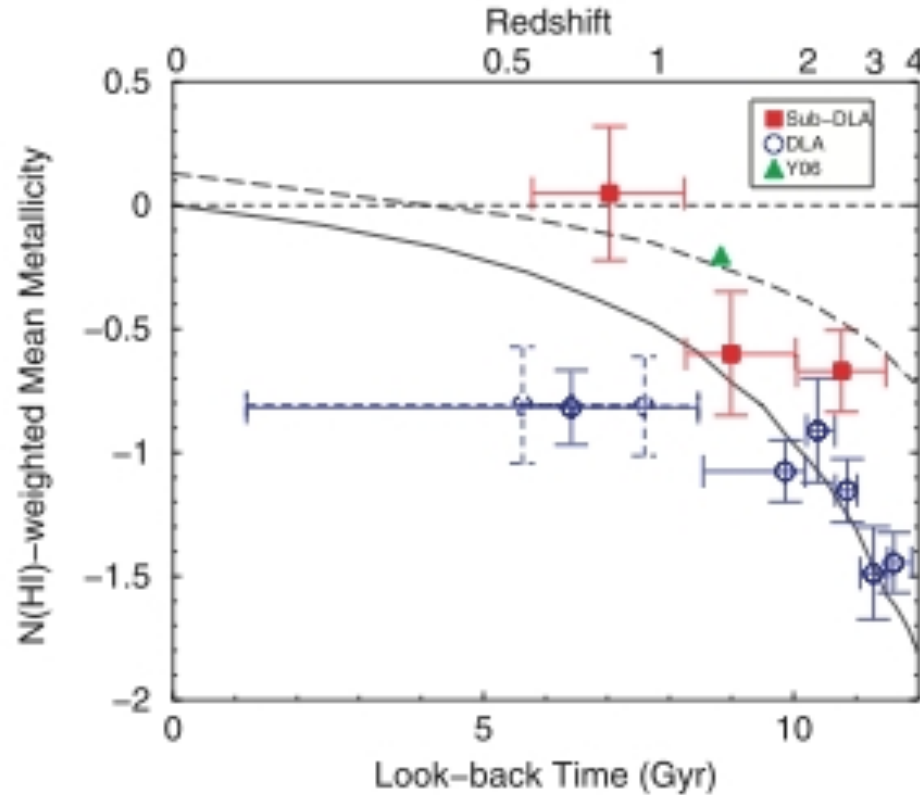 Redshift
0 0.5 1 2 3 4
0.5
0
−0.5
−1
−1.5
−2
N(HI)−weighted Mean Metallicity
Sub−DLA
DLA
Y06
0 5 10
Look−back Time (Gyr)